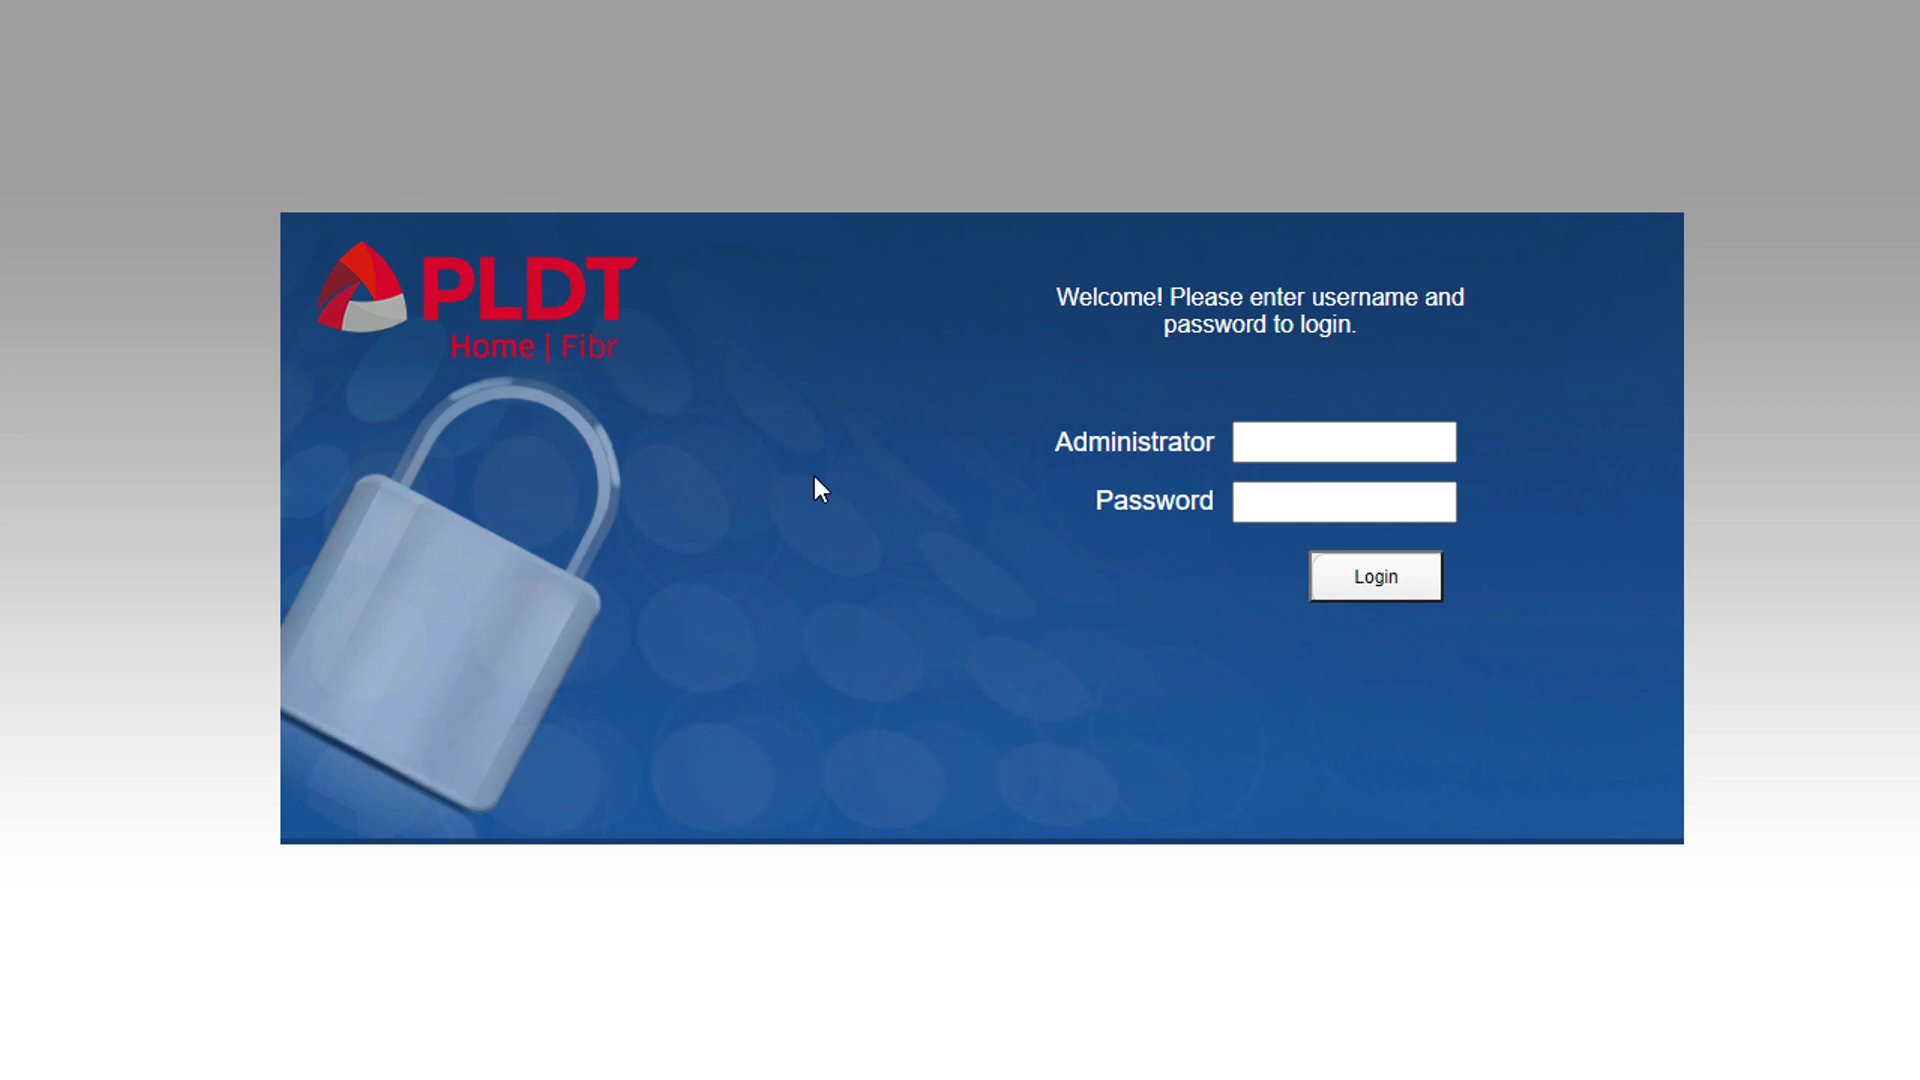 PLDT
Home | Fibr
Welcome! Please enter username and
password to login.
Administrator
Password
Login